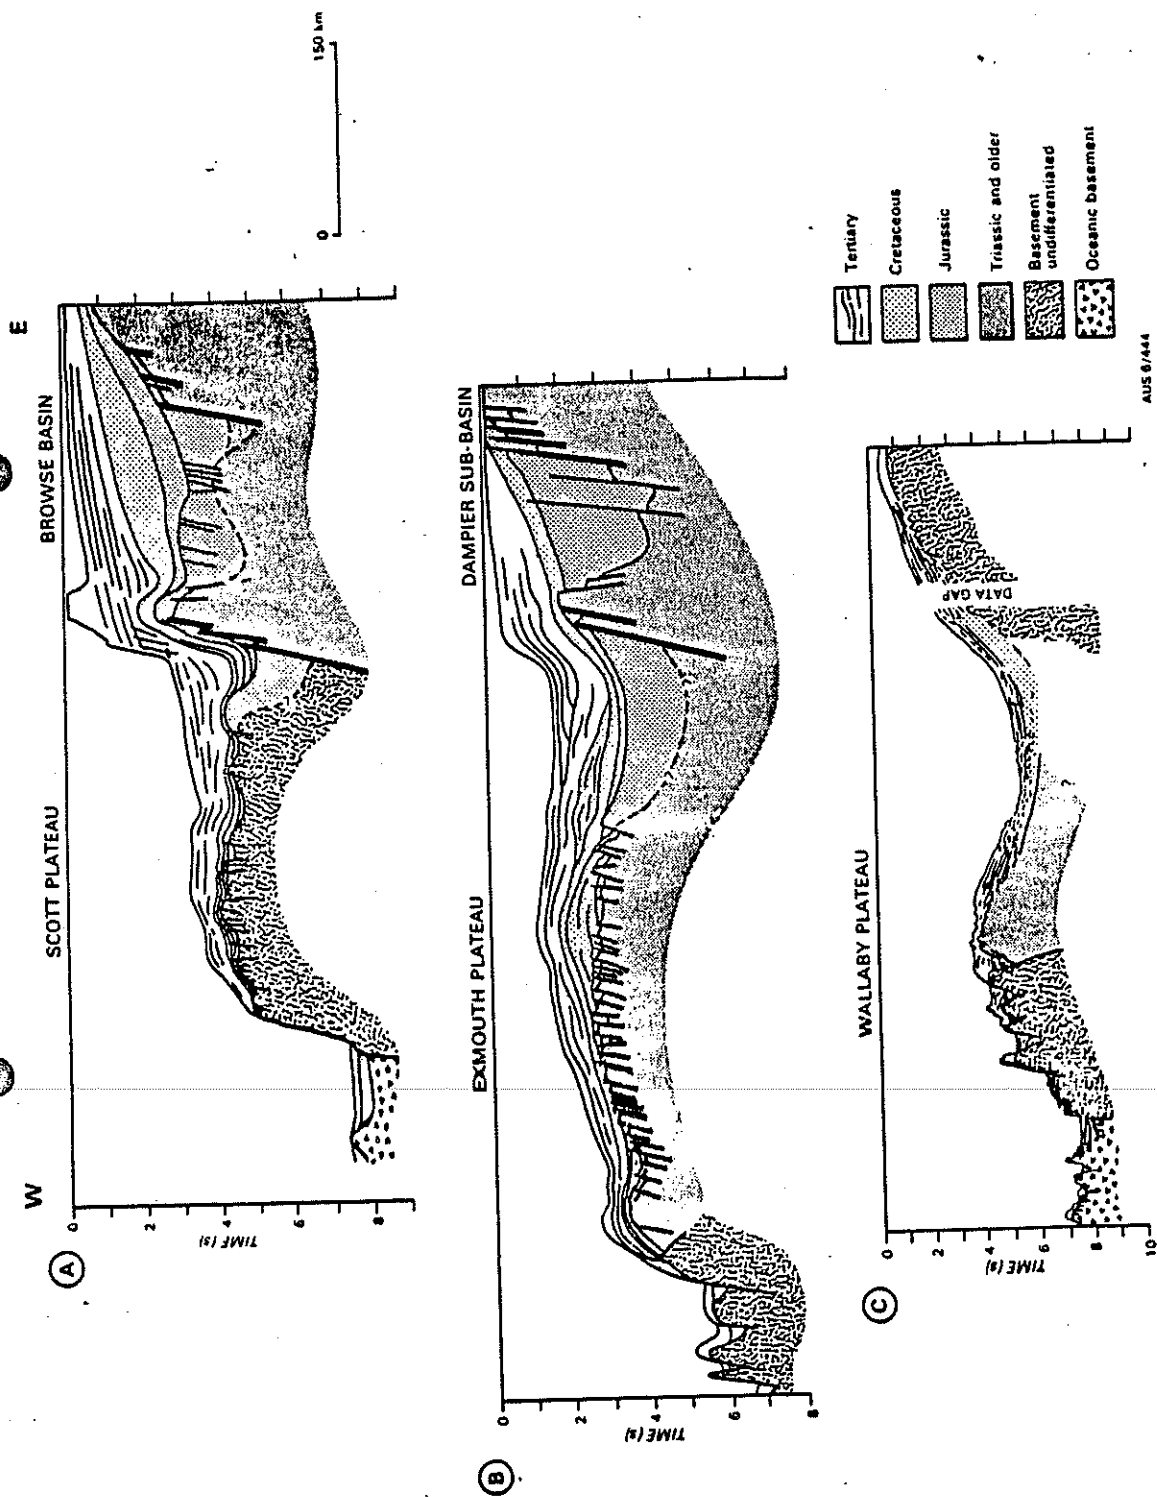 W
E
A
SCOTT PLATEAU
BROWSE BASIN
0
2
4
6
8
TIME (s)
0
150 km
B
EXMOUTH PLATEAU
DAMPIER SUB-BASIN
0
2
4
6
8
TIME (s)
C
WALLABY PLATEAU
0
2
4
6
8
10
TIME (s)
DATA GAP
?
Tertiary
Cretaceous
Jurassic
Triassic and older
Basement
undifferentiated
Oceanic basement
AUS 6/444